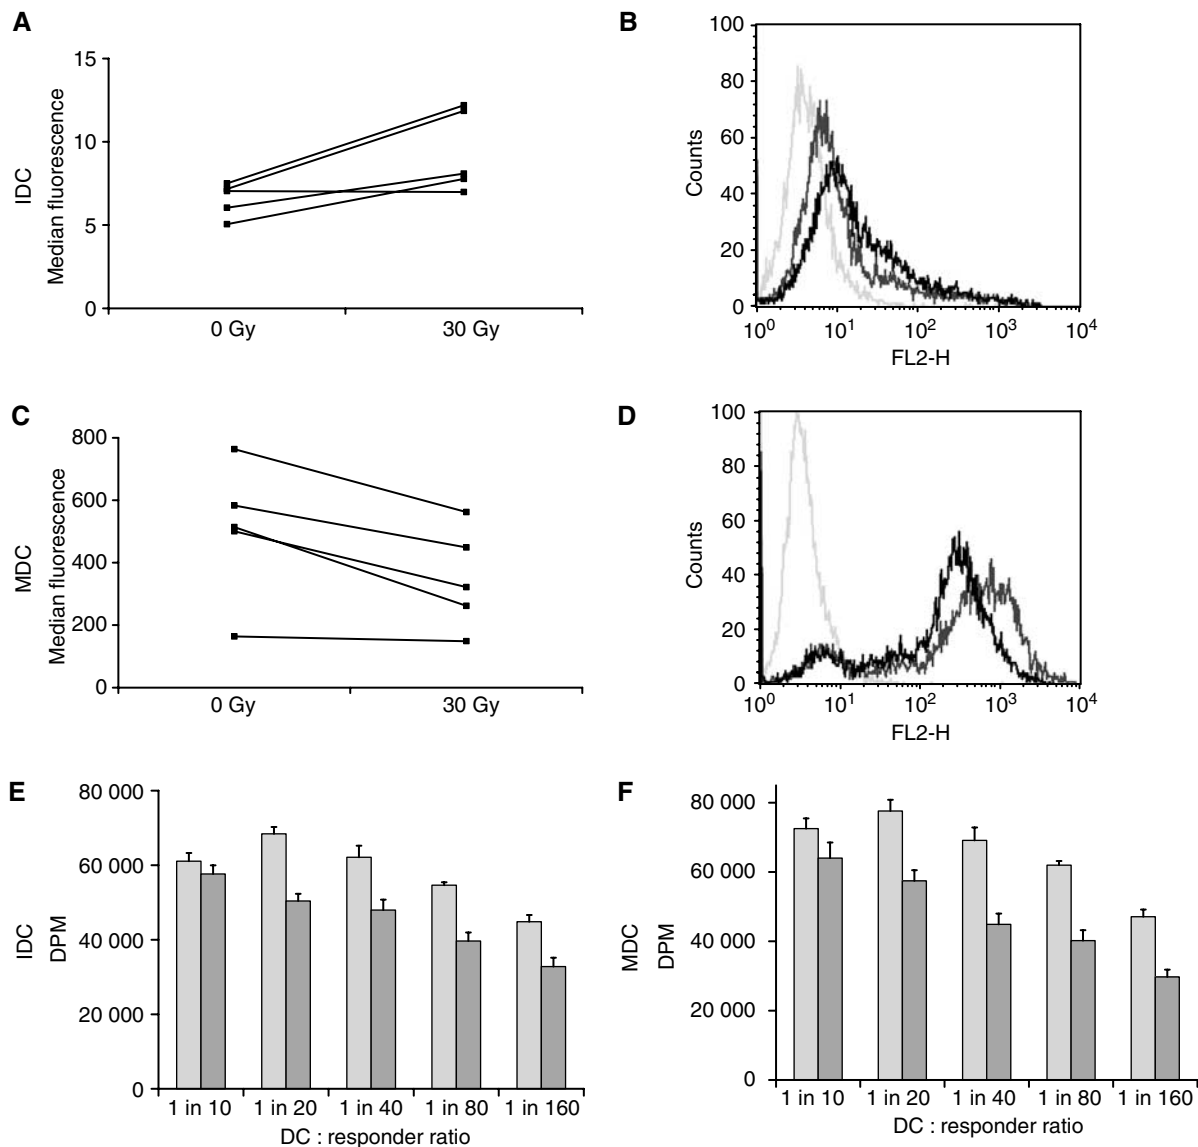 A
15
10
5
0
IDC
Median fluorescence
0 Gy 30 Gy
B
100
80
60
40
20
0
Counts
10^0 10^1 10^2 10^3 10^4
FL2-H
C
800
600
400
200
0
MDC
Median fluorescence
0 Gy 30 Gy
D
100
80
60
40
20
0
Counts
10^0 10^1 10^2 10^3 10^4
FL2-H
E
80 000
60 000
40 000
20 000
0
IDC
DPM
1 in 10 1 in 20 1 in 40 1 in 80 1 in 160
DC : responder ratio
F
80 000
60 000
40 000
20 000
0
MDC
DPM
1 in 10 1 in 20 1 in 40 1 in 80 1 in 160
DC : responder ratio